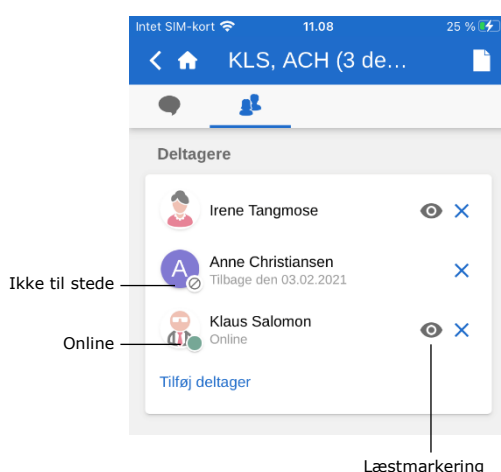 Intet SIM-kort 11.08 25 %
KLS, ACH (3 de...
Deltagere
Irene Tangmose
A
Anne Christiansen
Tilbage den 03.02.2021
Ikke til stede
Klaus Salomon
Online
Online
Tilføj deltager
Læstmarkering